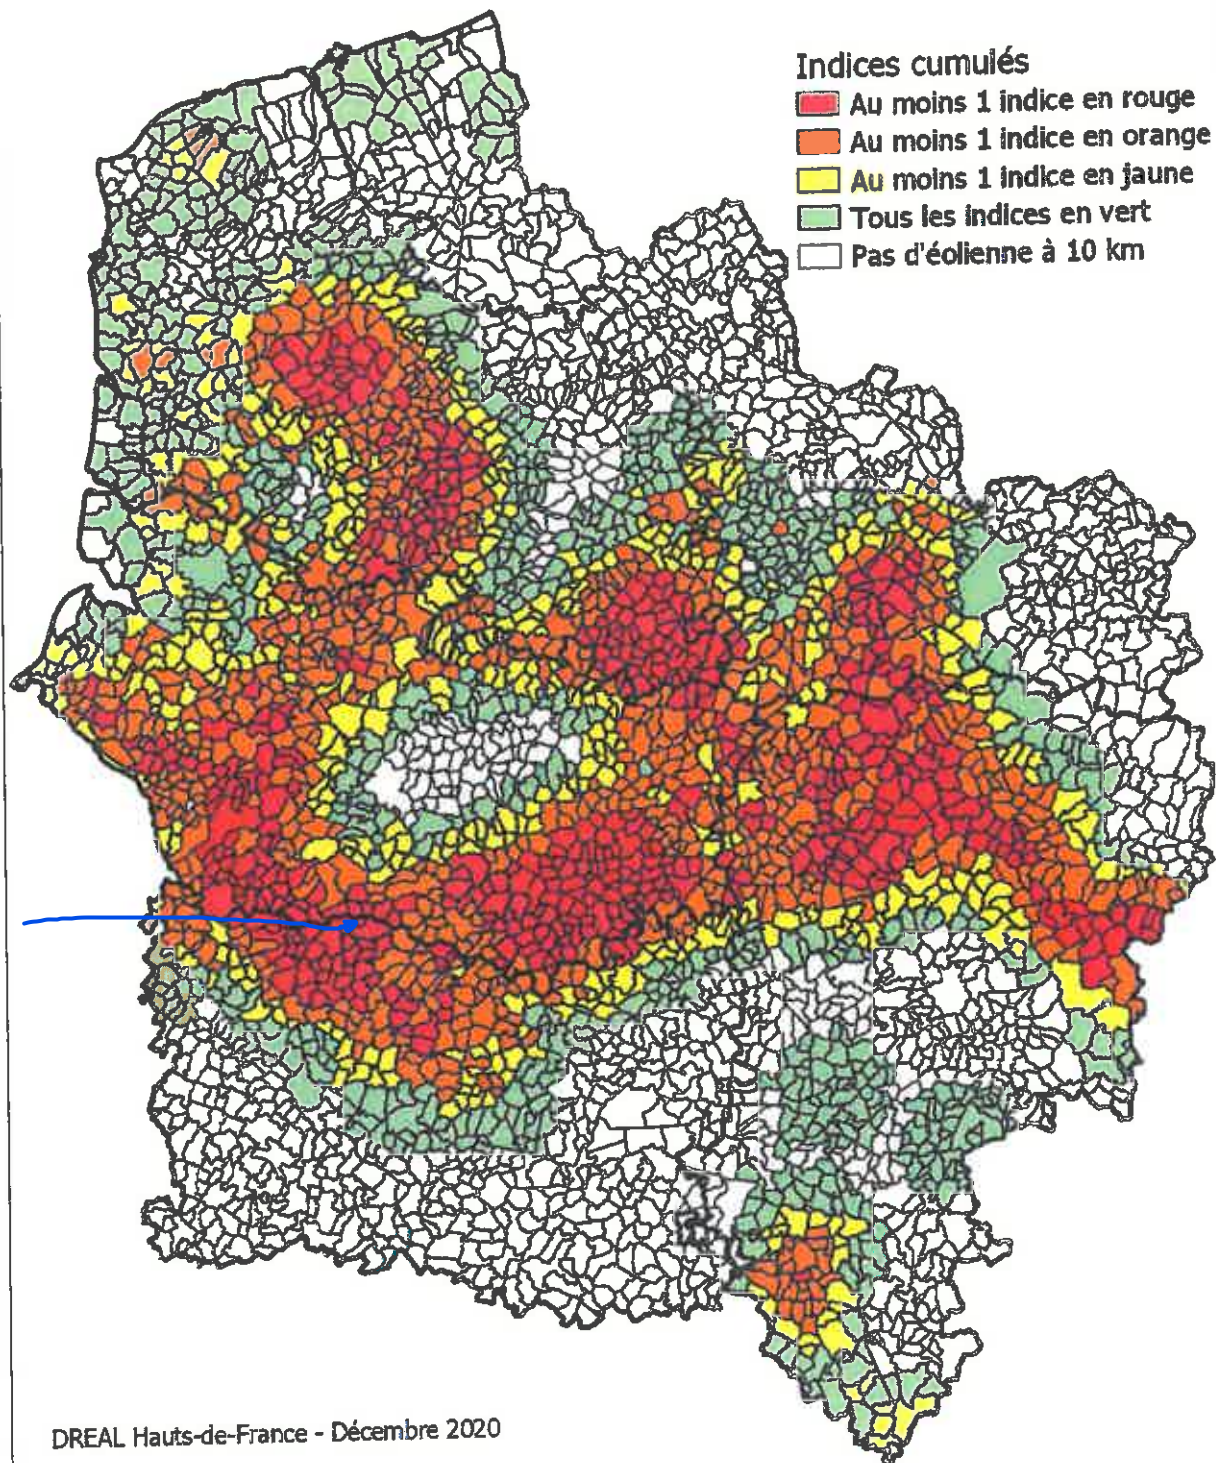 Indices cumulés
Au moins 1 indice en rouge
Au moins 1 indice en orange
Au moins 1 indice en jaune
Tous les indices en vert
Pas d'éolienne à 10 km
DREAL Hauts-de-France - Décembre 2020